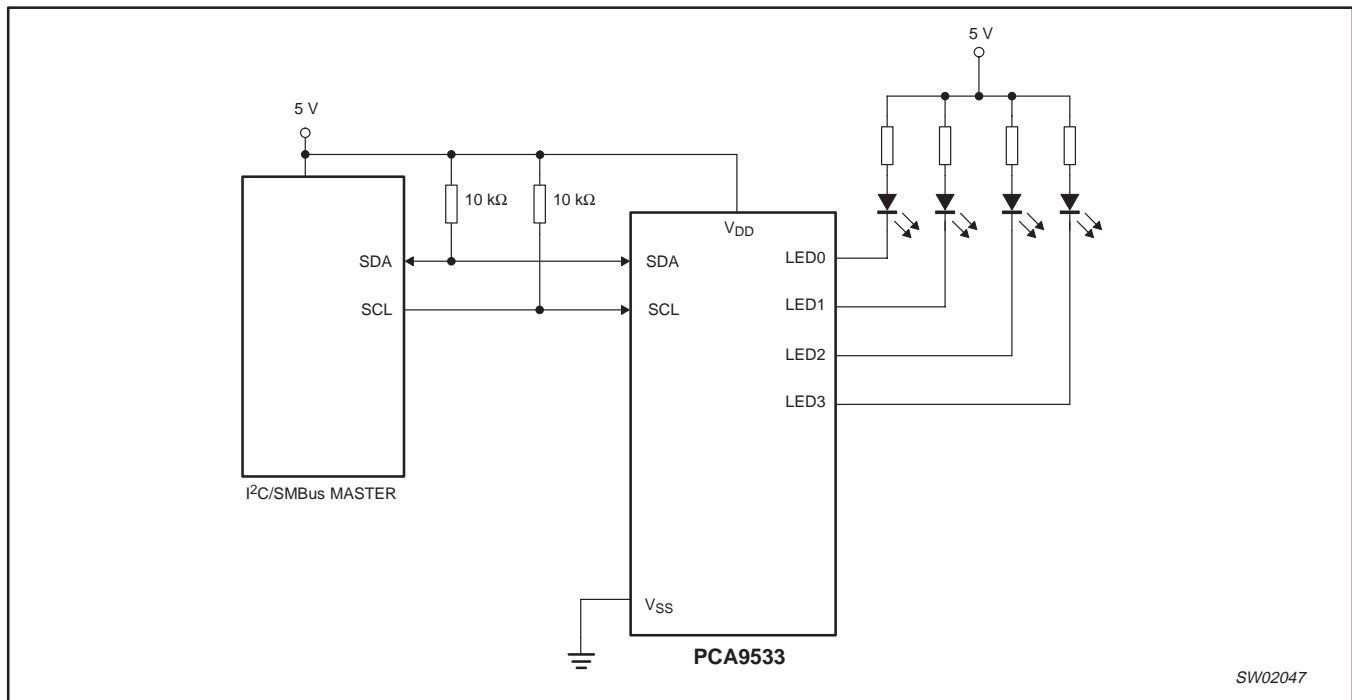 5 V
5 V
10 kΩ
10 kΩ
VDD
SDA
SDA
LED0
SCL
SCL
LED1
LED2
LED3
I²C/SMBus MASTER
VSS
PCA9533
SW02047